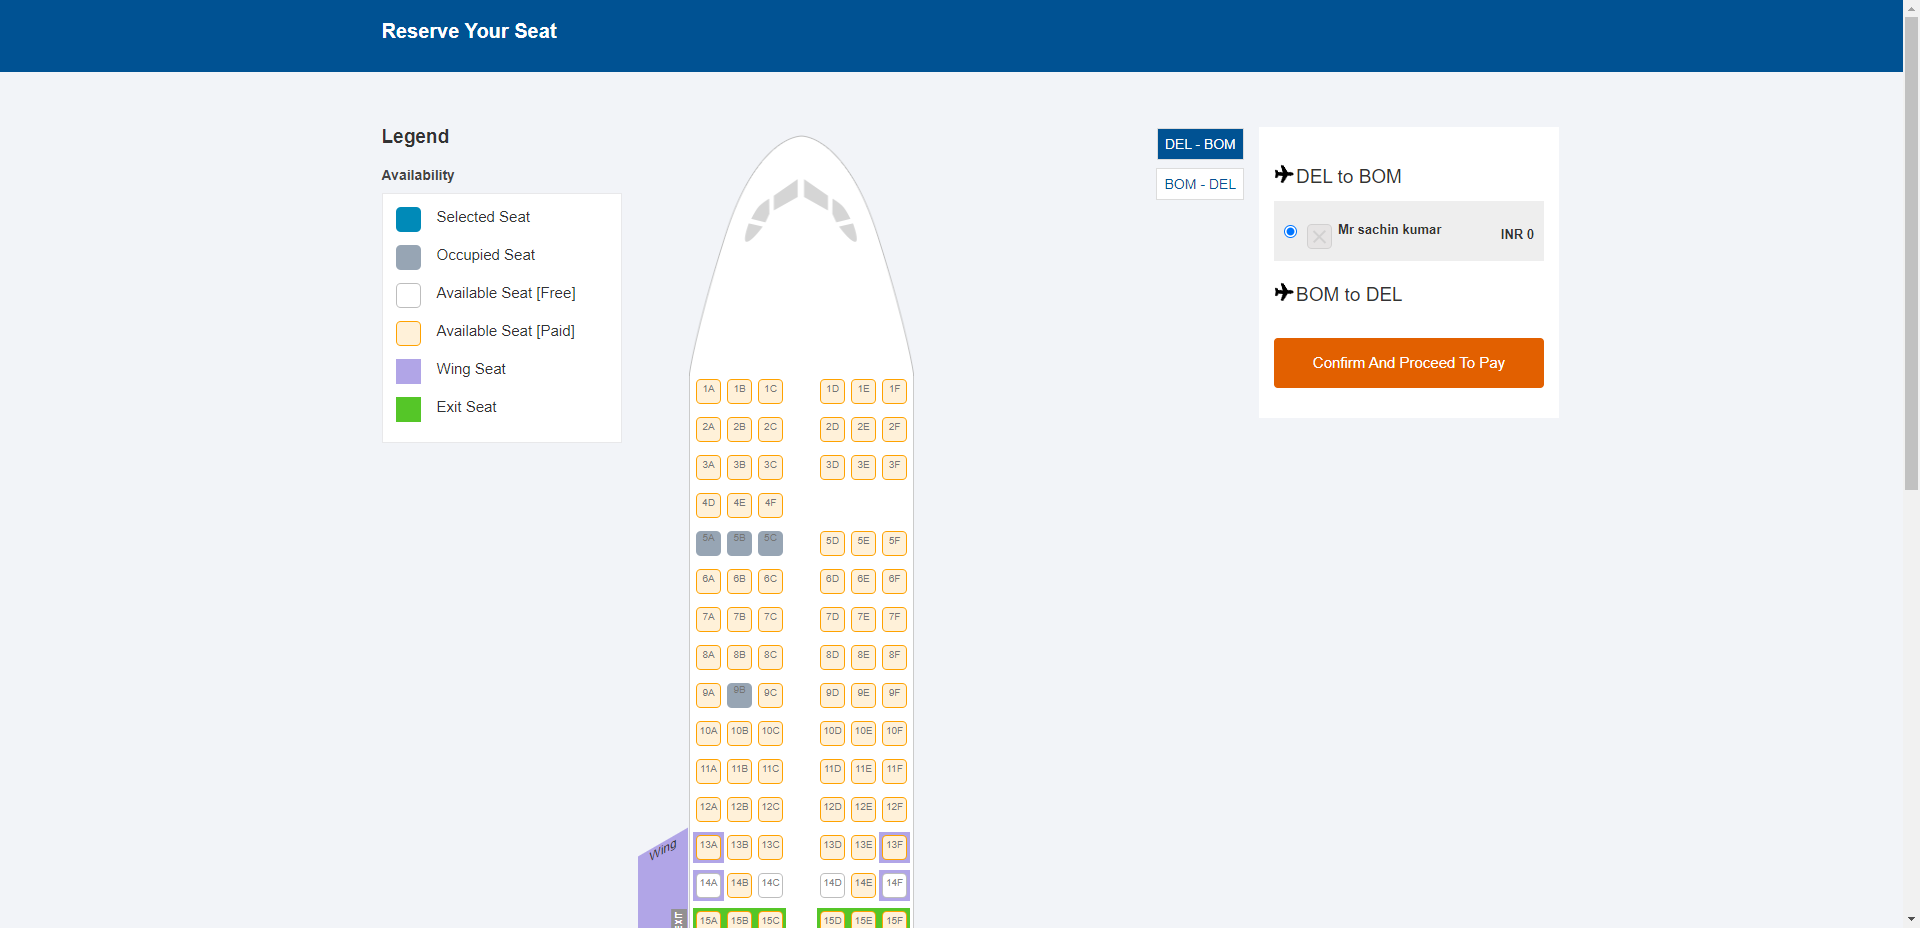 Reserve Your Seat
Legend
Availability
Selected Seat
Occupied Seat
Available Seat [Free]
Available Seat [Paid]
Wing Seat
Exit Seat
1A 1B 1C 1D 1E 1F
2A 2B 2C 2D 2E 2F
3A 3B 3C 3D 3E 3F
4D 4E 4F
5A 5B 5C 5D 5E 5F
6A 6B 6C 6D 6E 6F
7A 7B 7C 7D 7E 7F
8A 8B 8C 8D 8E 8F
9A 9B 9C 9D 9E 9F
10A 10B 10C 10D 10E 10F
11A 11B 11C 11D 11E 11F
12A 12B 12C 12D 12E 12F
Wing
13A 13B 13C 13D 13E 13F
14A 14B 14C 14D 14E 14F
EXIT
15A 15B 15C 15D 15E 15F
DEL - BOM
BOM - DEL
DEL to BOM
Mr sachin kumar
INR 0
BOM to DEL
Confirm And Proceed To Pay